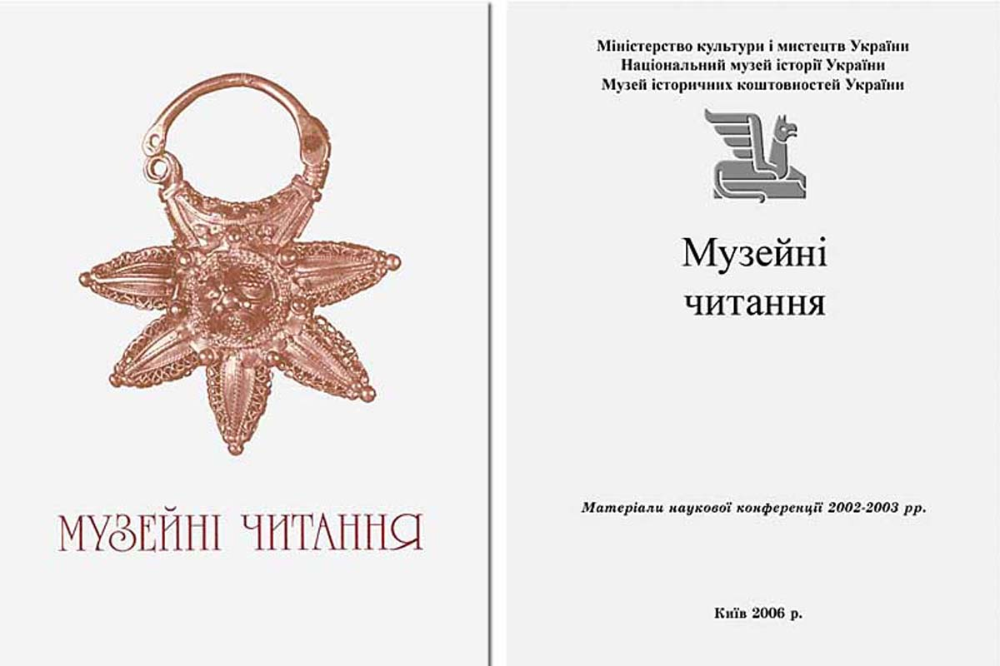 МУЗЕЙНІ ЧИТАННЯ
Міністерство культури і мистецтв України
Національний музей історії України
Музей історичних коштовностей України
Музейні
читання
Матеріали наукової конференції 2002-2003 рр.
Київ 2006 р.